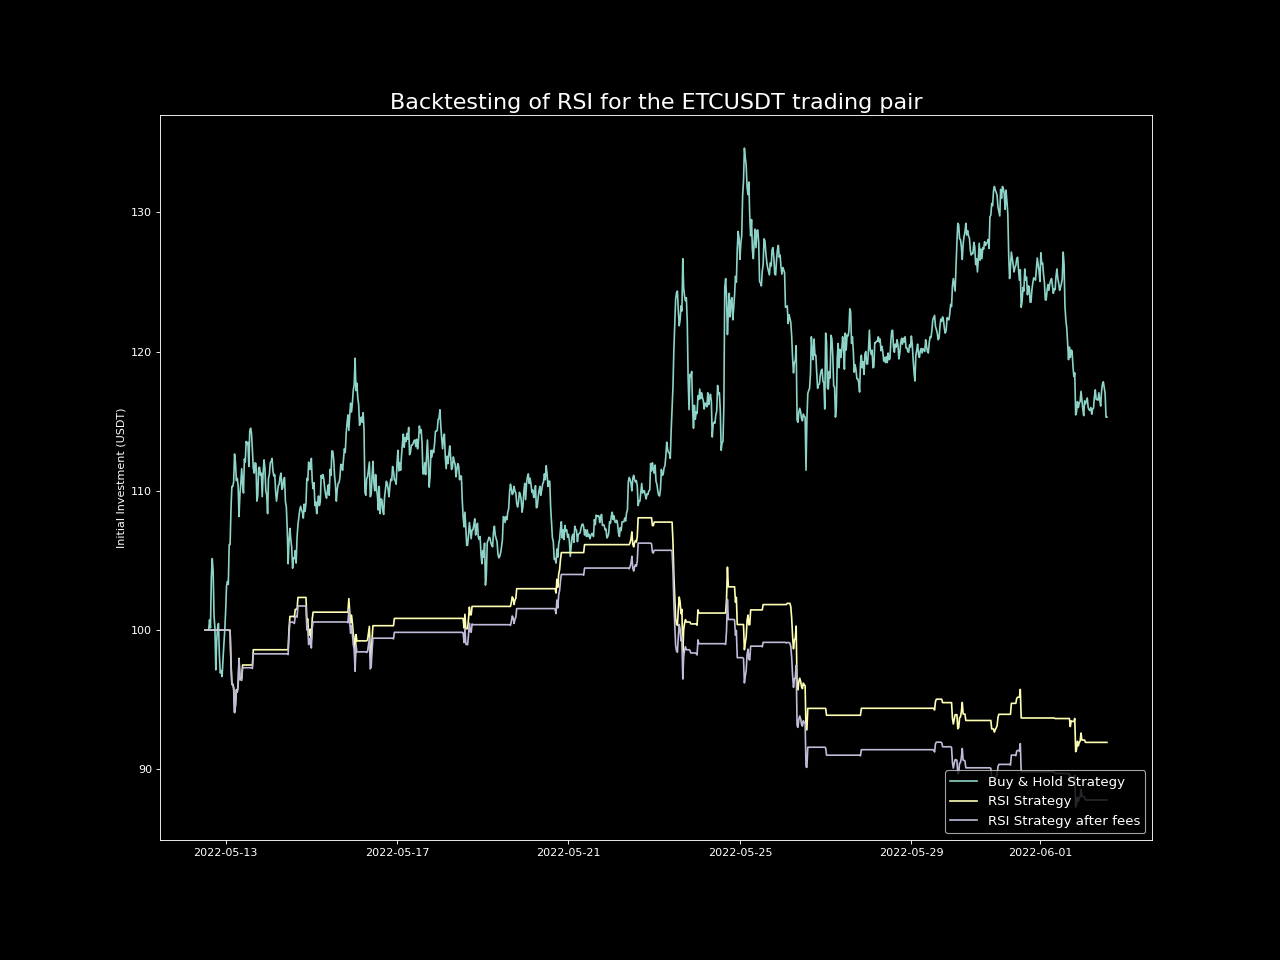 Backtesting of RSI for the ETCUSDT trading pair
Initial Investment (USDT)
130
120
110
100
90
2022-05-13 2022-05-17 2022-05-21 2022-05-25 2022-05-29 2022-06-01
Buy & Hold Strategy
RSI Strategy
RSI Strategy after fees